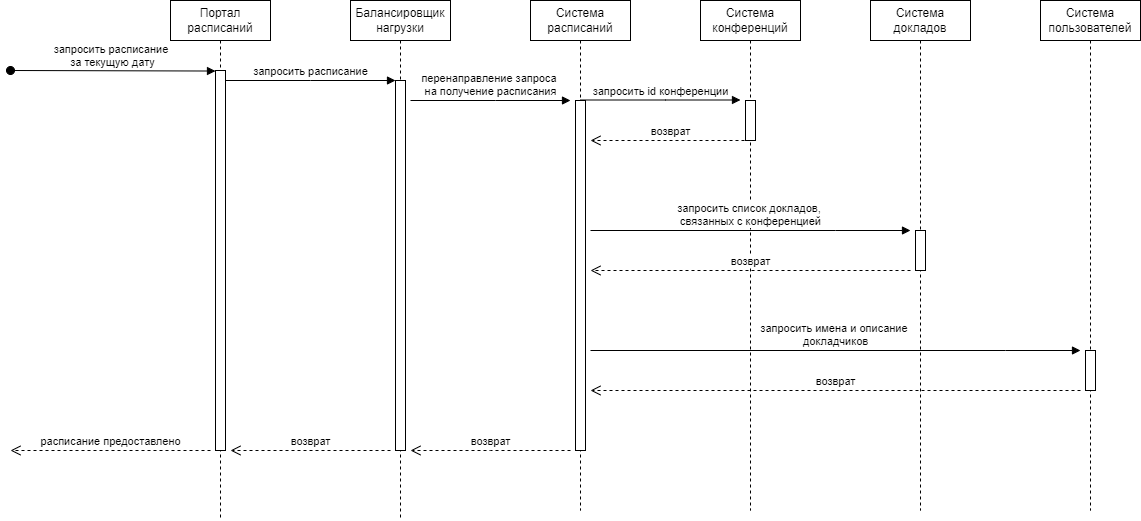 Портал
расписаний
Балансировщик
нагрузки
Система
расписаний
Система
конференций
Система
докладов
Система
пользователей
запросить расписание
за текущую дату
запросить расписание
перенаправление запроса
на получение расписания
запросить id конференции
возврат
запросить список докладов,
связанных с конференцией
возврат
запросить имена и описание
докладчиков
возврат
расписание предоставлено
возврат
возврат